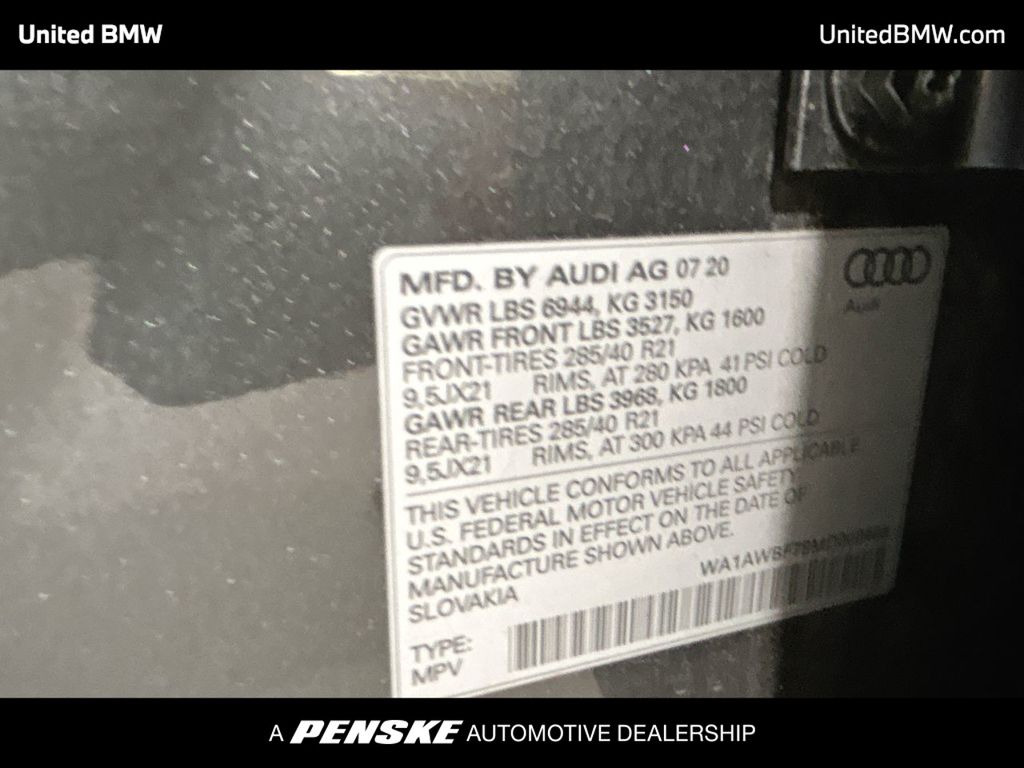 United BMW
UnitedBMW.com
MFD. BY AUDI AG 07 20
Audi
GVWR LBS 6944, KG 3150
GAWR FRONT LBS 3527, KG 1600
FRONT-TIRES 285/40 R21
9,5JX21 RIMS, AT 280 KPA 41 PSI COLD
GAWR REAR LBS 3968, KG 1800
REAR-TIRES 285/40 R21
9,5JX21 RIMS, AT 300 KPA 44 PSI COLD
THIS VEHICLE CONFORMS TO ALL APPLICABLE
U.S. FEDERAL MOTOR VEHICLE SAFETY
STANDARDS IN EFFECT ON THE DATE OF
MANUFACTURE SHOWN ABOVE.
SLOVAKIA
TYPE:
MPV
A PENSKE AUTOMOTIVE DEALERSHIP